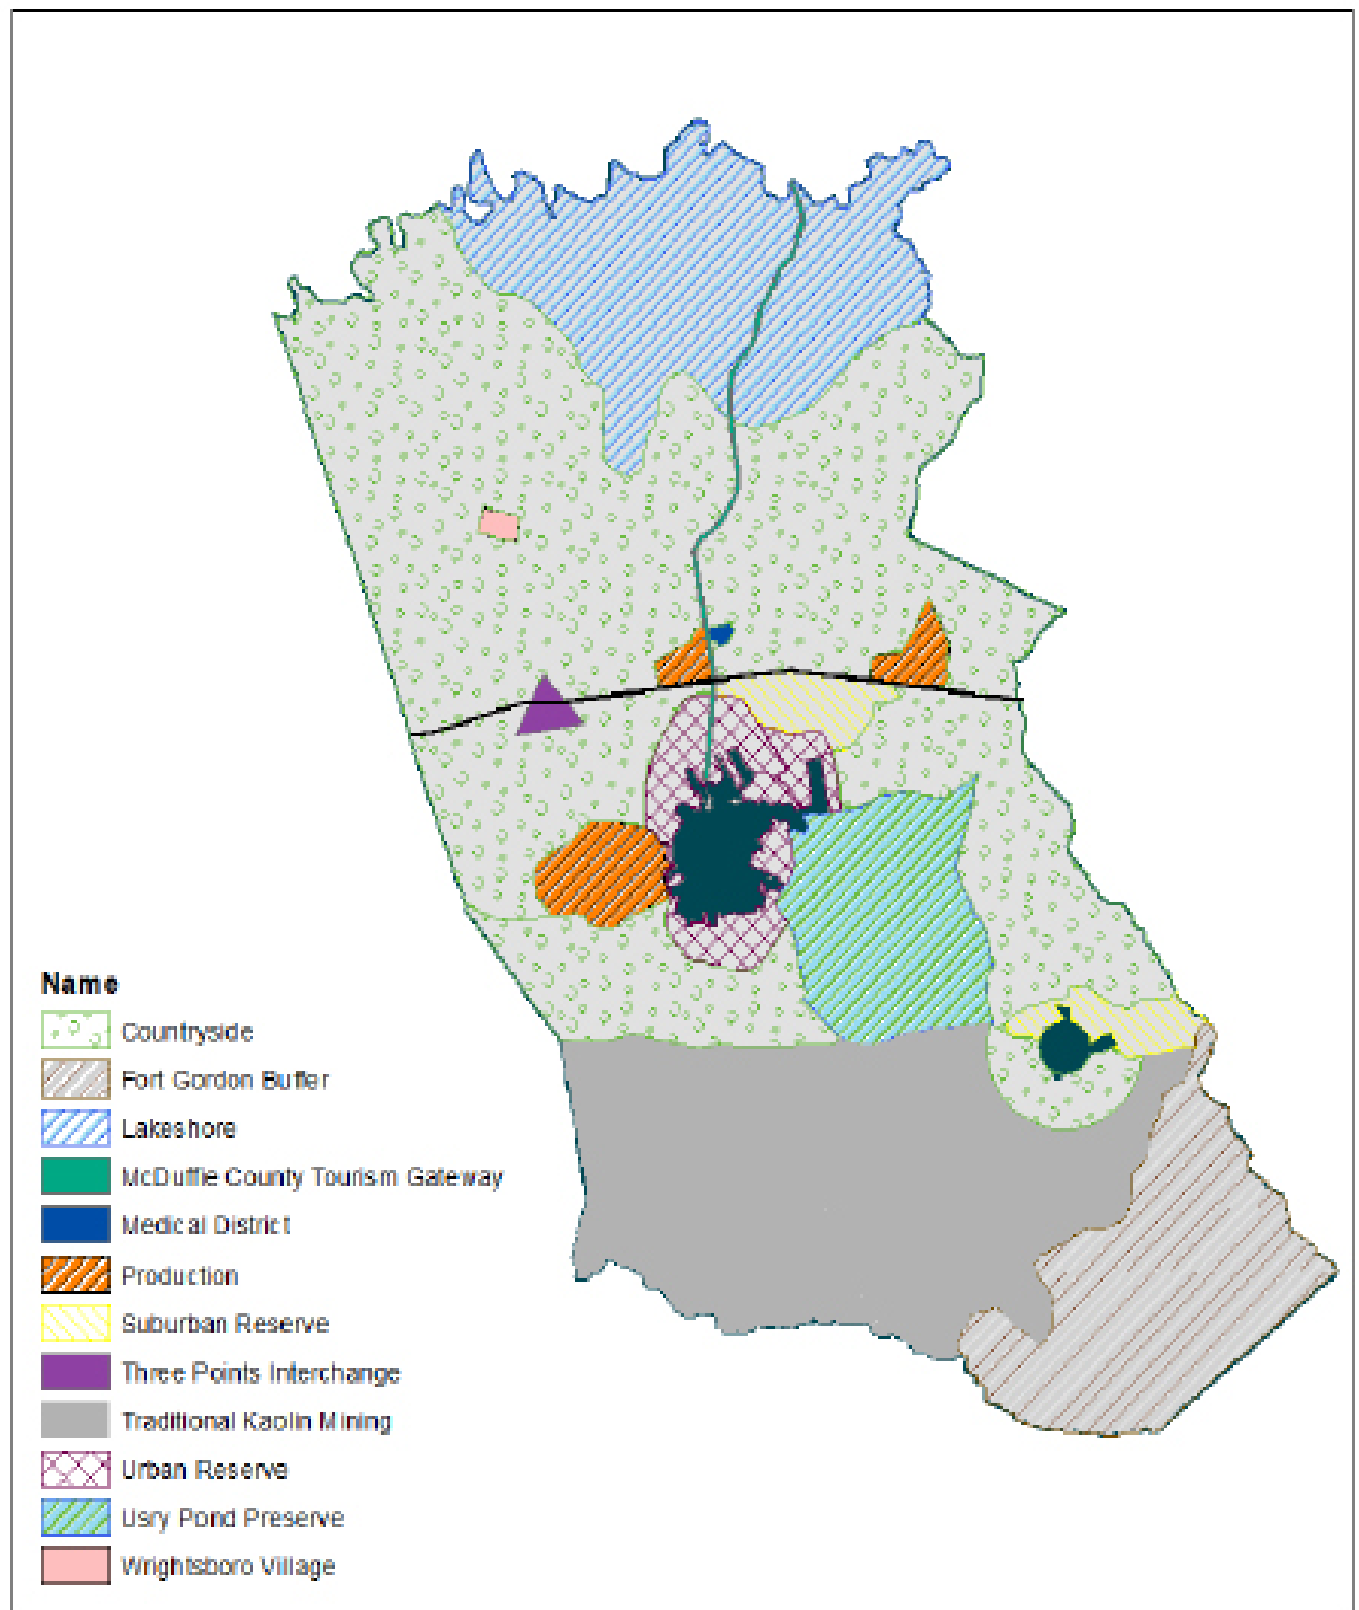 Name
Countryside
Fort Gordon Buffer
Lakeshore
McDuffie County Tourism Gateway
Medical District
Production
Suburban Reserve
Three Points Interchange
Traditional Kaolin Mining
Urban Reserve
Usry Pond Preserve
Wrightsboro Village